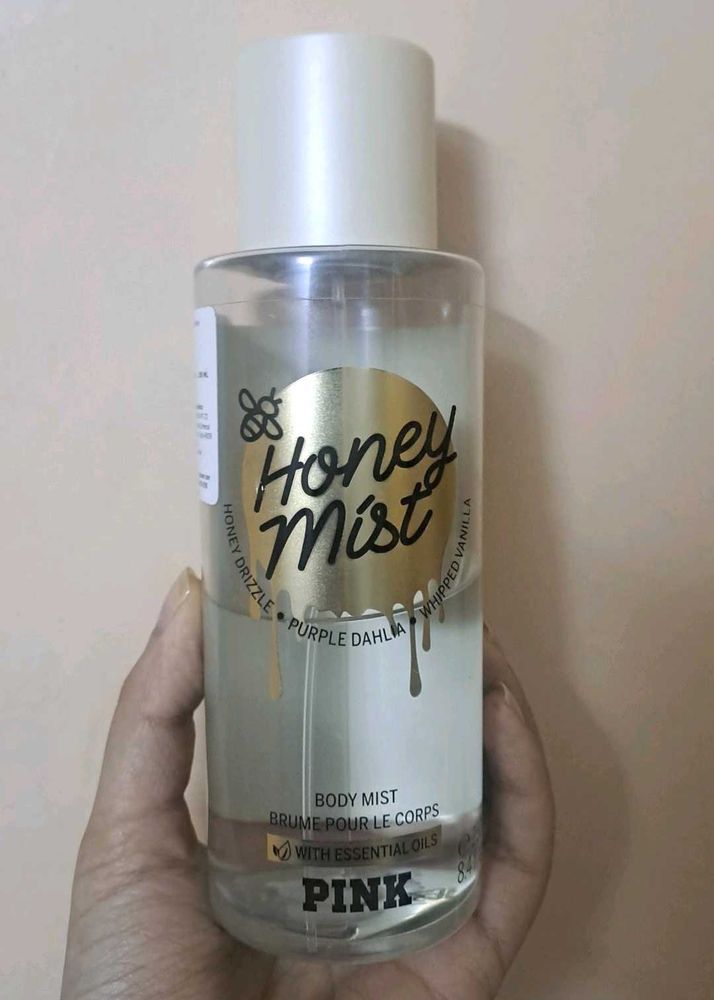 Honey
Mist
HONEY DRIZZLE • PURPLE DAHLIA • WHIPPED VANILLA
BODY MIST
BRUME POUR LE CORPS
WITH ESSENTIAL OILS
PINK